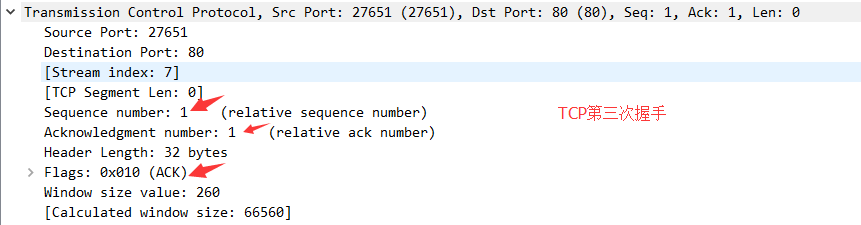 Transmission Control Protocol, Src Port: 27651 (27651), Dst Port: 80 (80), Seq: 1, Ack: 1, Len: 0
Source Port: 27651
Destination Port: 80
[Stream index: 7]
[TCP Segment Len: 0]
Sequence number: 1 (relative sequence number)
TCP第三次握手
Acknowledgment number: 1 (relative ack number)
Header Length: 32 bytes
Flags: 0x010 (ACK)
Window size value: 260
[Calculated window size: 66560]